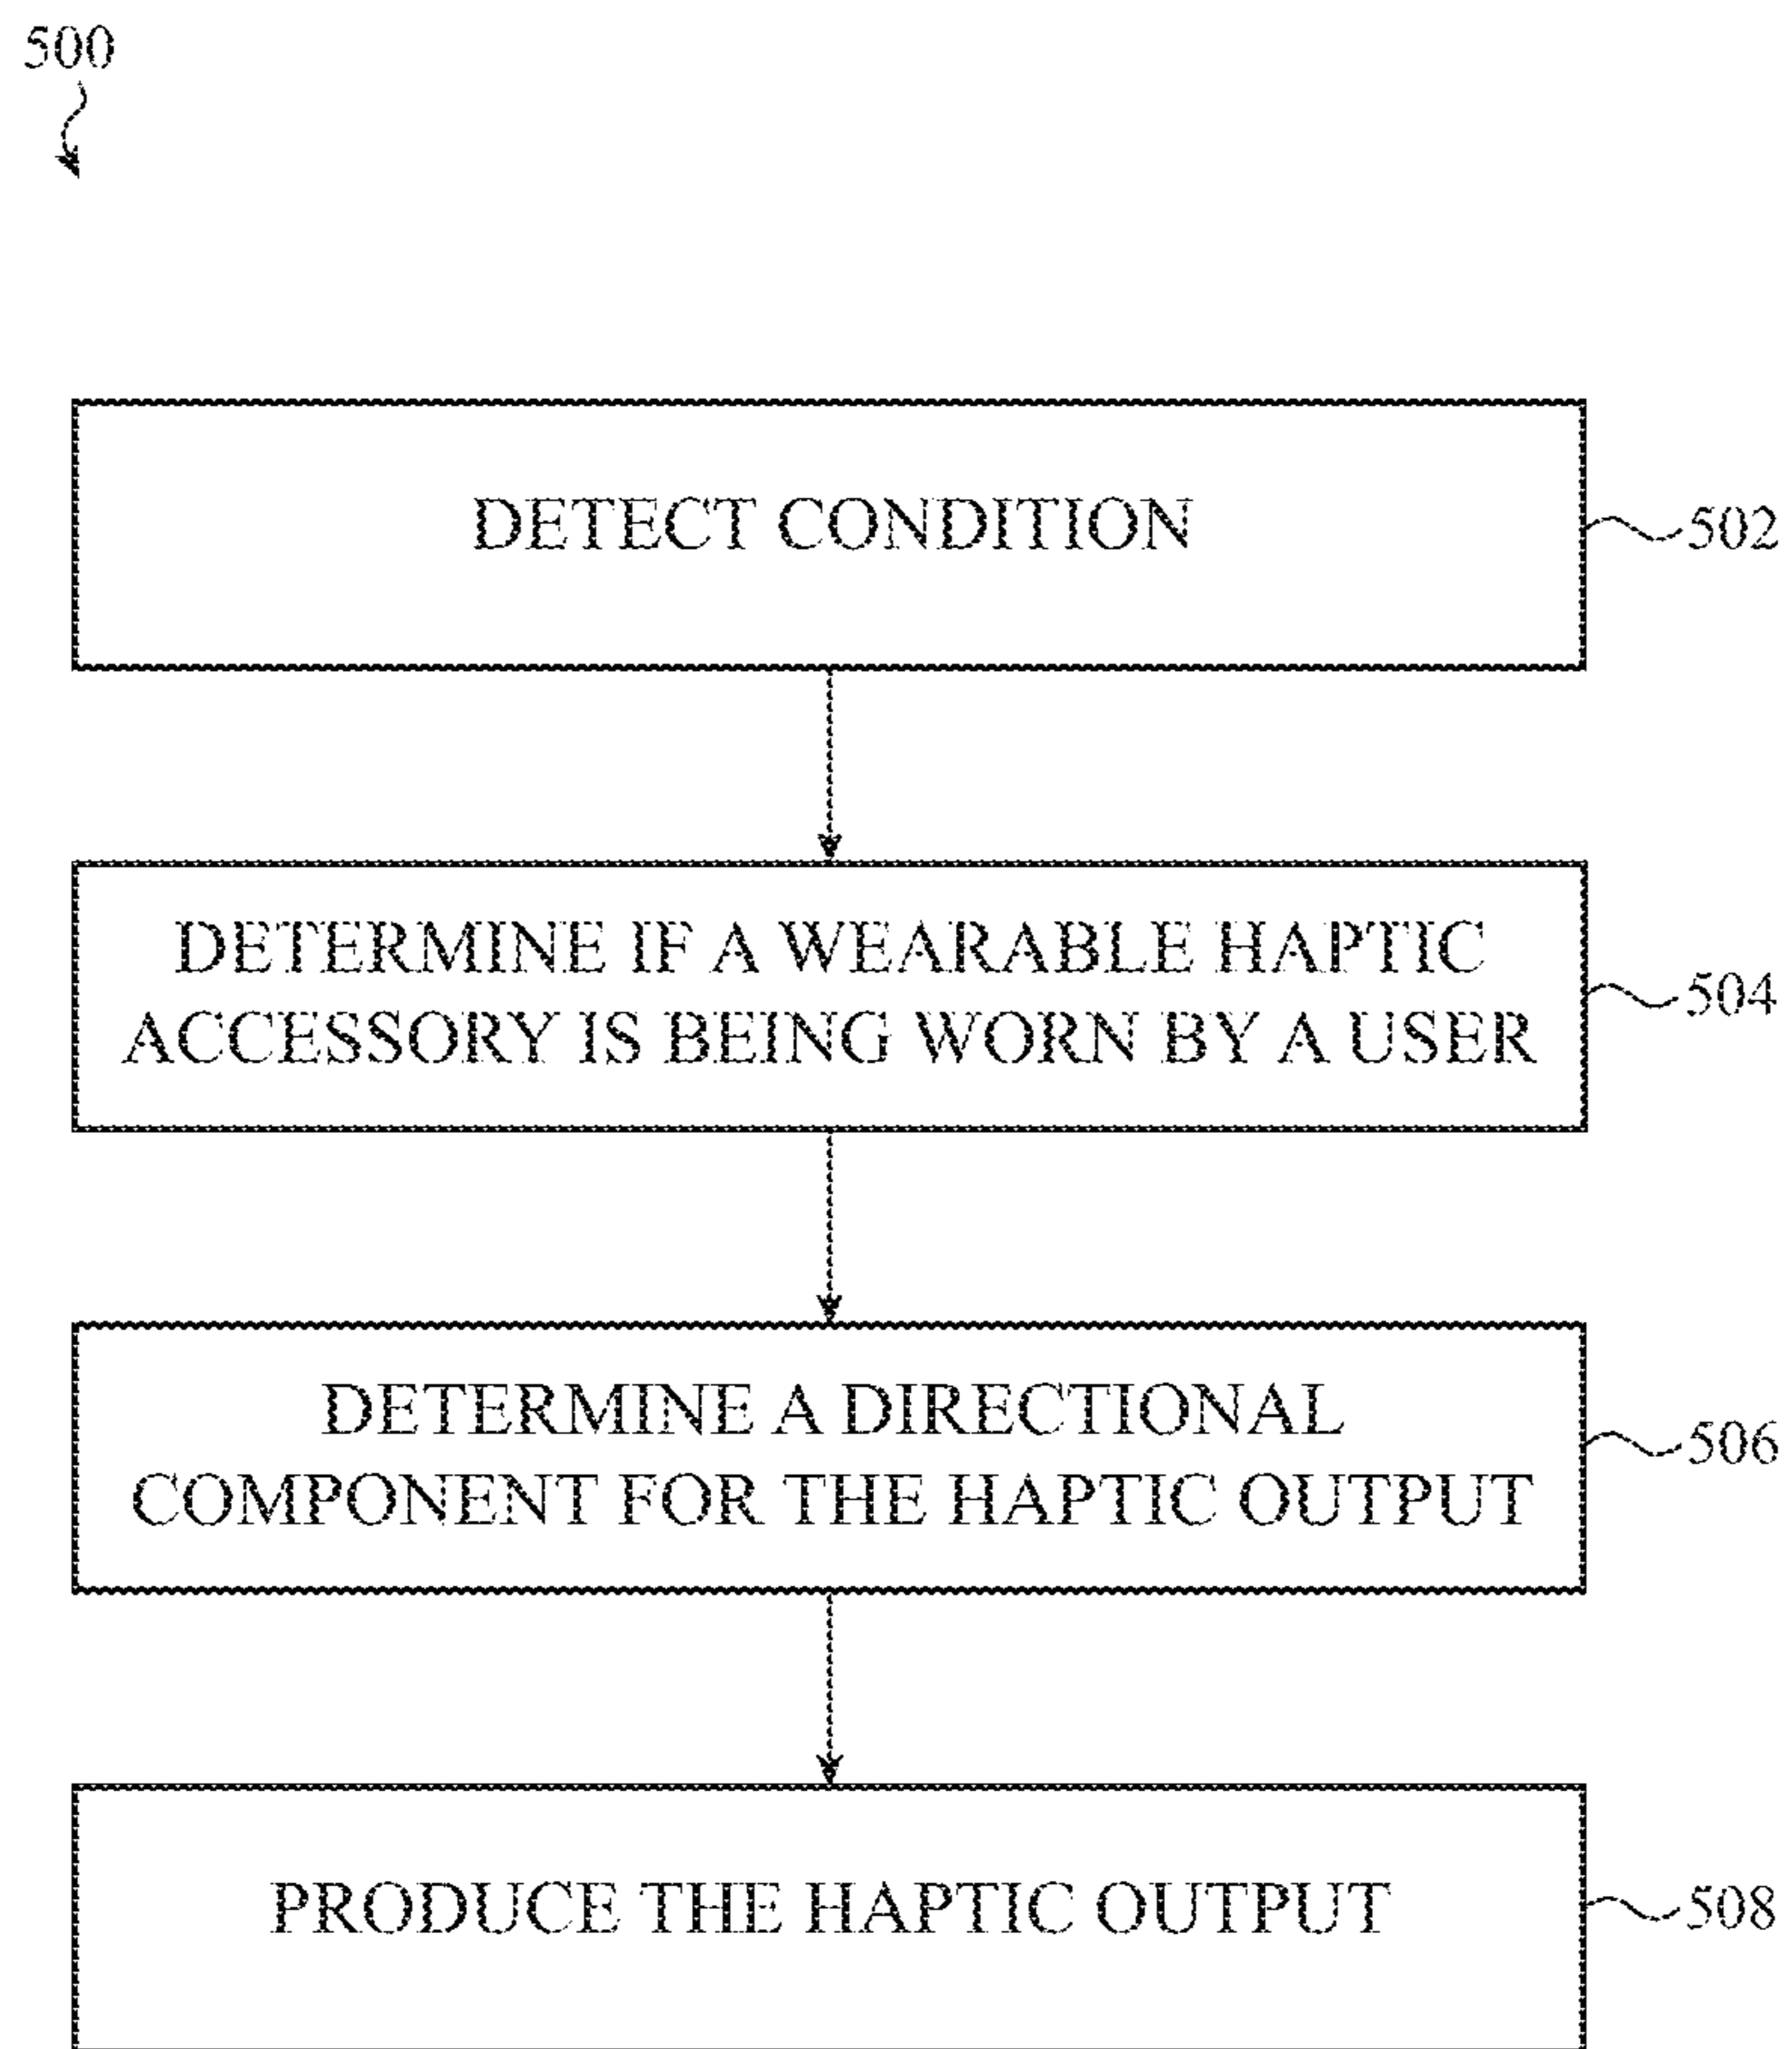 500
DETECT CONDITION
502
DETERMINE IF A WEARABLE HAPTIC
ACCESSORY IS BEING WORN BY A USER
504
DETERMINE A DIRECTIONAL
COMPONENT FOR THE HAPTIC OUTPUT
506
PRODUCE THE HAPTIC OUTPUT
508